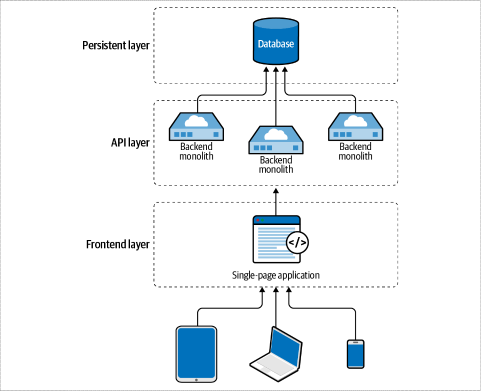 Persistent layer
Database
API layer
Backend
monolith
Backend
monolith
Backend
monolith
Frontend layer
</>
Single-page application